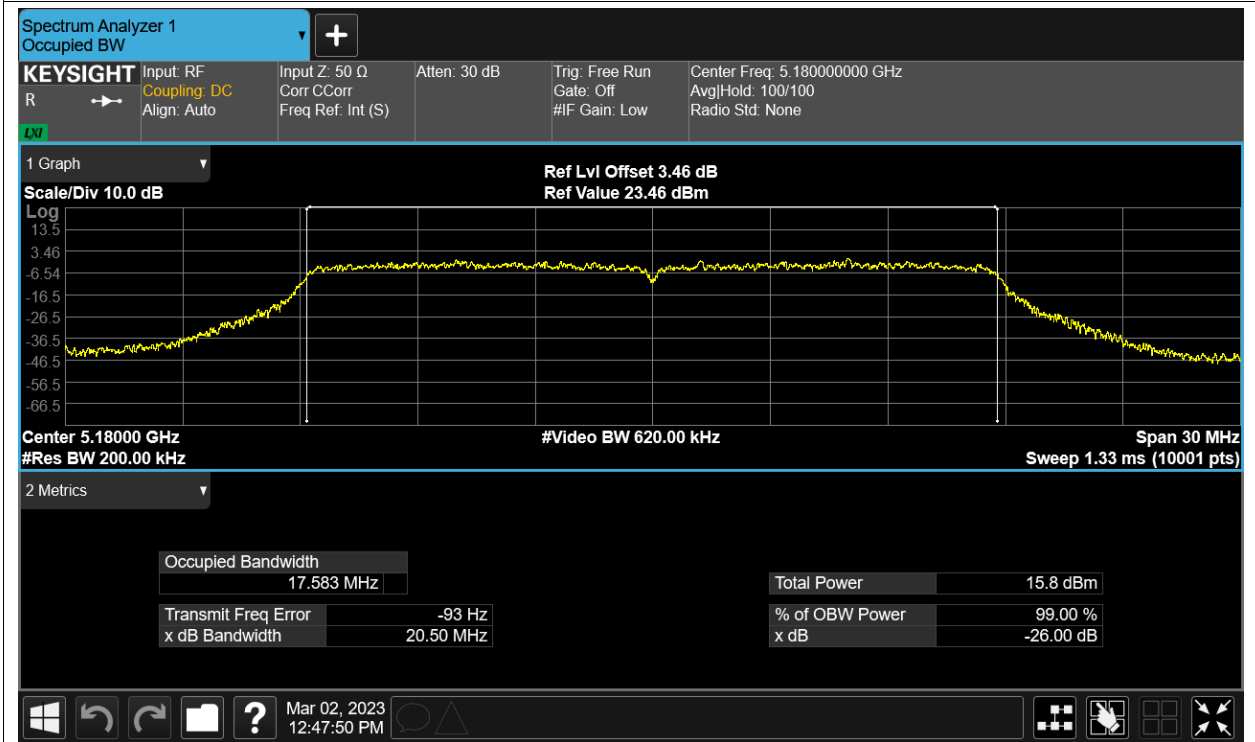 Spectrum Analyzer 1
Occupied BW
KEYSIGHT
R
LXI
Input: RF
Coupling: DC
Align: Auto
Input Z: 50 Ω
Corr CCorr
Freq Ref: Int (S)
Atten: 30 dB
Trig: Free Run
Gate: Off
#IF Gain: Low
Center Freq: 5.180000000 GHz
Avg|Hold: 100/100
Radio Std: None
1 Graph
Scale/Div 10.0 dB
Ref Lvl Offset 3.46 dB
Ref Value 23.46 dBm
Log
13.5
3.46
-6.54
-16.5
-26.5
-36.5
-46.5
-56.5
-66.5
Center 5.18000 GHz
#Video BW 620.00 kHz
Span 30 MHz
#Res BW 200.00 kHz
Sweep 1.33 ms (10001 pts)
2 Metrics
Occupied Bandwidth
17.583 MHz
Total Power 15.8 dBm
Transmit Freq Error -93 Hz
% of OBW Power 99.00 %
x dB Bandwidth 20.50 MHz
x dB -26.00 dB
?
Mar 02, 2023
12:47:50 PM